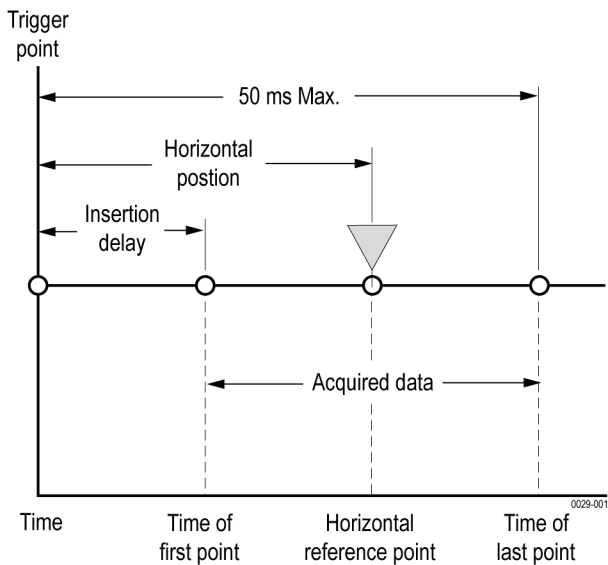 Trigger
point
50 ms Max.
Horizontal
postion
Insertion
delay
Acquired data
0029-001
Time
Time of
first point
Horizontal
reference point
Time of
last point